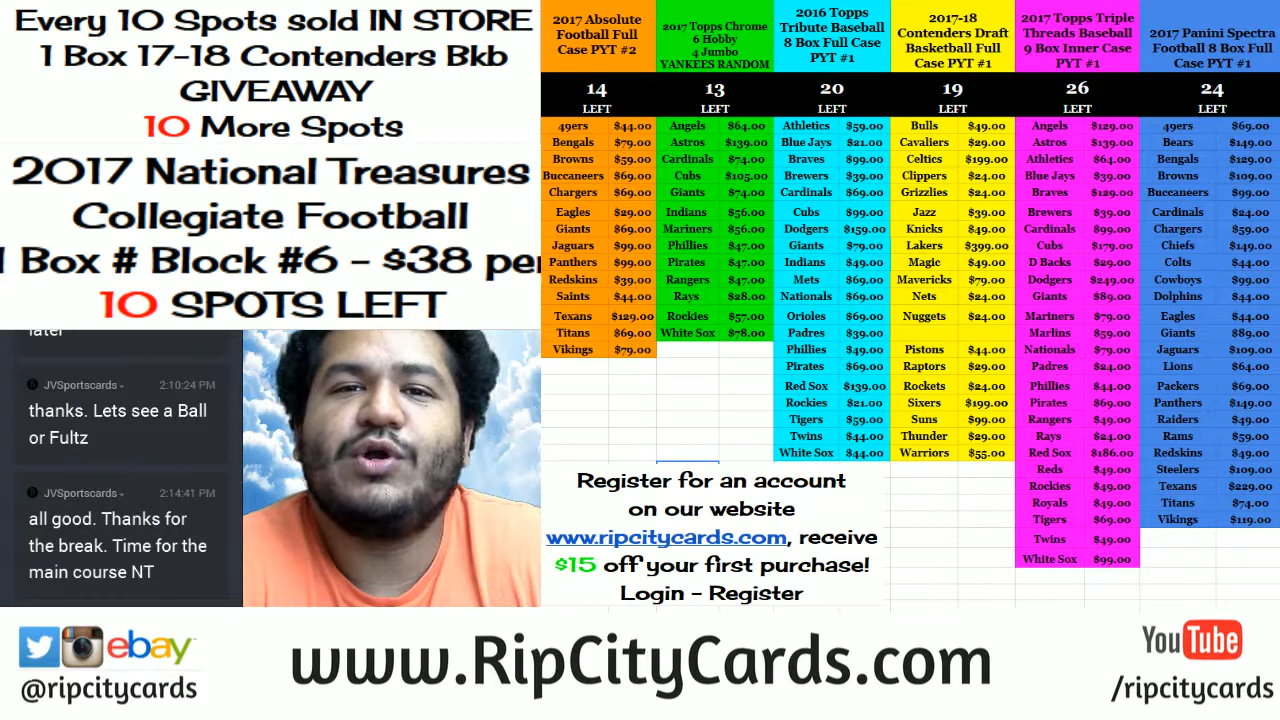 Every 10 Spots sold IN STORE
1 Box 17-18 Contenders Bkb
GIVEAWAY
10 More Spots
2017 National Treasures
Collegiate Football
Box # Block #6 - $38 per
10 SPOTS LEFT
later
JVSportscards 2:10:24 PM
thanks. Lets see a Ball
or Fultz
JVSportscards 2:14:41 PM
all good. Thanks for
the break. Time for the
main course NT
2017 Absolute
Football Full
Case PYT #2
14
LEFT
49ers $44.00
Bengals $79.00
Browns $59.00
Buccaneers $69.00
Chargers $69.00
Eagles $29.00
Giants $69.00
Jaguars $99.00
Panthers $99.00
Redskins $39.00
Saints $44.00
Texans $129.00
Titans $69.00
Vikings $79.00
2017 Topps Chrome
6 Hobby
4 Jumbo
YANKEES RANDOM
13
LEFT
Angels $64.00
Astros $139.00
Cardinals $74.00
Cubs $105.00
Giants $74.00
Indians $56.00
Mariners $56.00
Phillies $47.00
Pirates $47.00
Rangers $47.00
Rays $28.00
Rockies $57.00
White Sox $78.00
2016 Topps
Tribute Baseball
8 Box Full Case
PYT #1
20
LEFT
Athletics $59.00
Blue Jays $21.00
Braves $99.00
Brewers $39.00
Cardinals $69.00
Cubs $99.00
Dodgers $159.00
Giants $79.00
Indians $49.00
Mets $69.00
Nationals $69.00
Orioles $69.00
Padres $39.00
Phillies $49.00
Pirates $69.00
Red Sox $139.00
Rockies $21.00
Tigers $59.00
Twins $44.00
White Sox $44.00
2017-18
Contenders Draft
Basketball Full
Case PYT #1
19
LEFT
Bulls $49.00
Cavaliers $29.00
Celtics $199.00
Clippers $24.00
Grizzlies $24.00
Jazz $39.00
Knicks $49.00
Lakers $399.00
Magic $49.00
Mavericks $79.00
Nets $24.00
Nuggets $24.00
Pistons $44.00
Raptors $29.00
Rockets $24.00
Sixers $199.00
Suns $99.00
Thunder $29.00
Warriors $55.00
2017 Topps Triple
Threads Baseball
9 Box Inner Case
PYT #1
26
LEFT
Angels $129.00
Astros $139.00
Athletics $64.00
Blue Jays $39.00
Braves $129.00
Brewers $39.00
Cardinals $99.00
Cubs $179.00
D Backs $29.00
Dodgers $249.00
Giants $89.00
Mariners $79.00
Marlins $59.00
Nationals $79.00
Padres $24.00
Phillies $44.00
Pirates $69.00
Rangers $49.00
Rays $24.00
Red Sox $186.00
Reds $49.00
Rockies $49.00
Royals $49.00
Tigers $69.00
Twins $49.00
White Sox $99.00
2017 Panini Spectra
Football 8 Box Full
Case PYT #1
24
LEFT
49ers $69.00
Bears $149.00
Bengals $129.00
Browns $109.00
Buccaneers $99.00
Cardinals $24.00
Chargers $59.00
Chiefs $149.00
Colts $44.00
Cowboys $99.00
Dolphins $44.00
Eagles $44.00
Giants $89.00
Jaguars $109.00
Lions $64.00
Packers $69.00
Panthers $149.00
Raiders $49.00
Rams $59.00
Redskins $49.00
Steelers $109.00
Texans $229.00
Titans $74.00
Vikings $119.00
Register for an account
on our website
www.ripcitycards.com, receive
$15 off your first purchase!
Login - Register
ebay
@ripcitycards
www.RipCityCards.com
YouTube
/ripcitycards